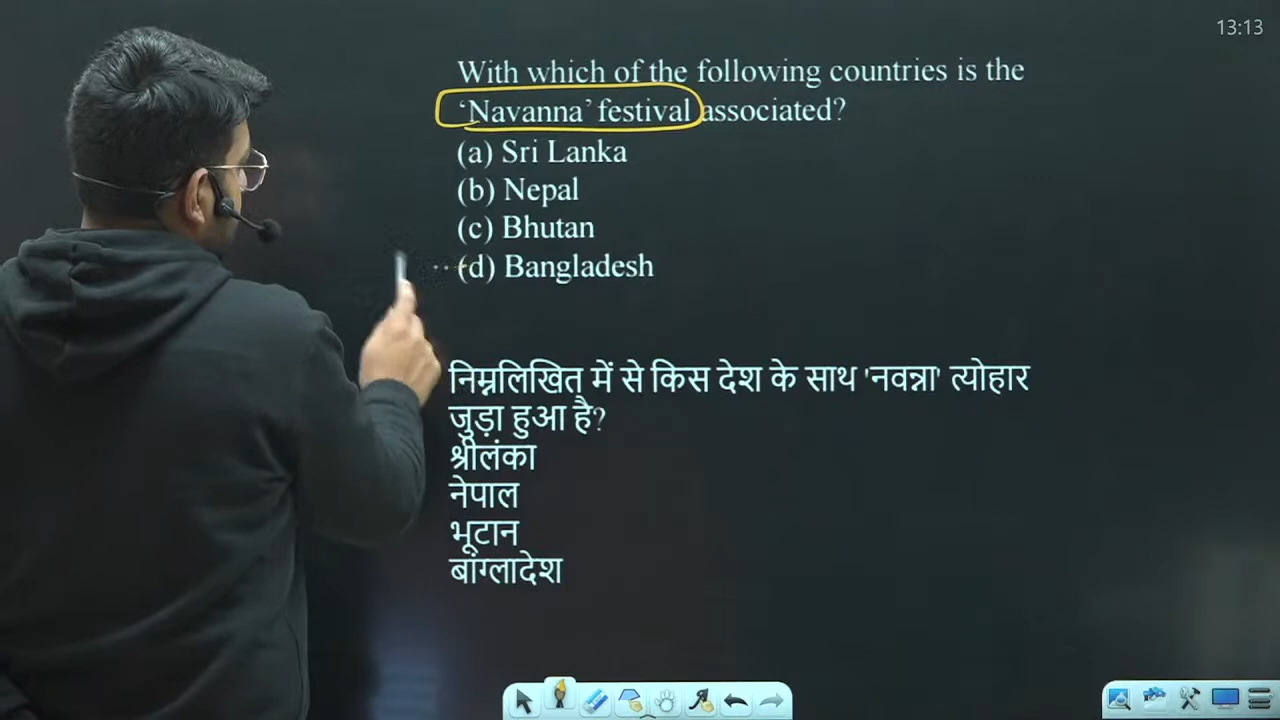 13:13
With which of the following countries is the
‘Navanna’ festival associated?
(a) Sri Lanka
(b) Nepal
(c) Bhutan
(d) Bangladesh
निम्नलिखित में से किस देश के साथ 'नवन्ना' त्योहार
जुड़ा हुआ है?
श्रीलंका
नेपाल
भूटान
बांग्लादेश